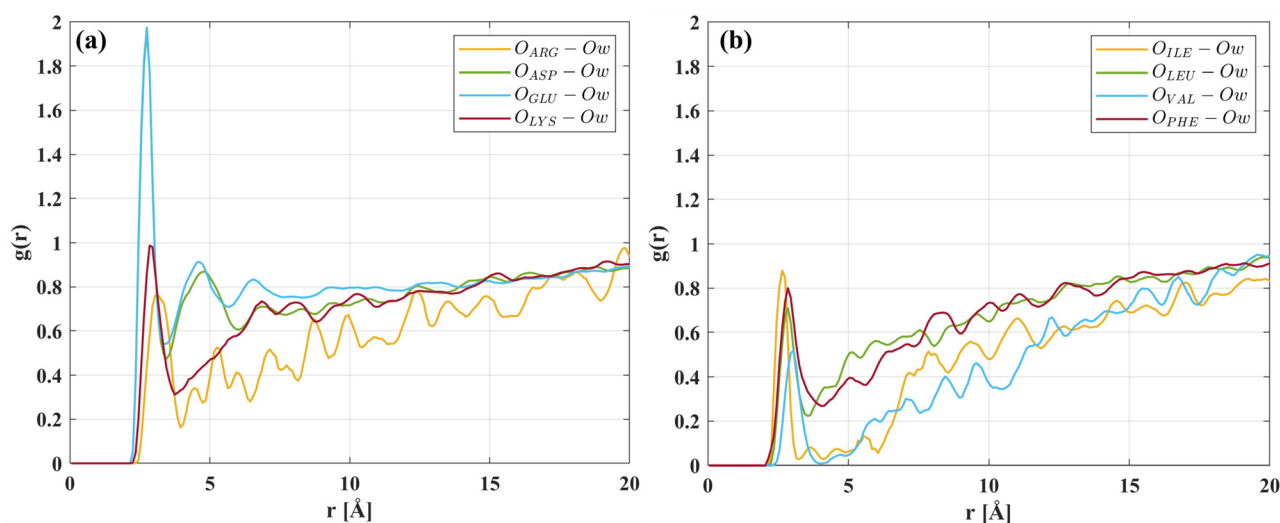 (a)
O_ARG − Ow
O_ASP − Ow
O_GLU − Ow
O_LYS − Ow
2
1.8
1.6
1.4
1.2
1
0.8
0.6
0.4
0.2
0
g(r)
0 5 10 15 20
r [Å]
(b)
O_ILE − Ow
O_LEU − Ow
O_VAL − Ow
O_PHE − Ow
2
1.8
1.6
1.4
1.2
1
0.8
0.6
0.4
0.2
0
g(r)
0 5 10 15 20
r [Å]